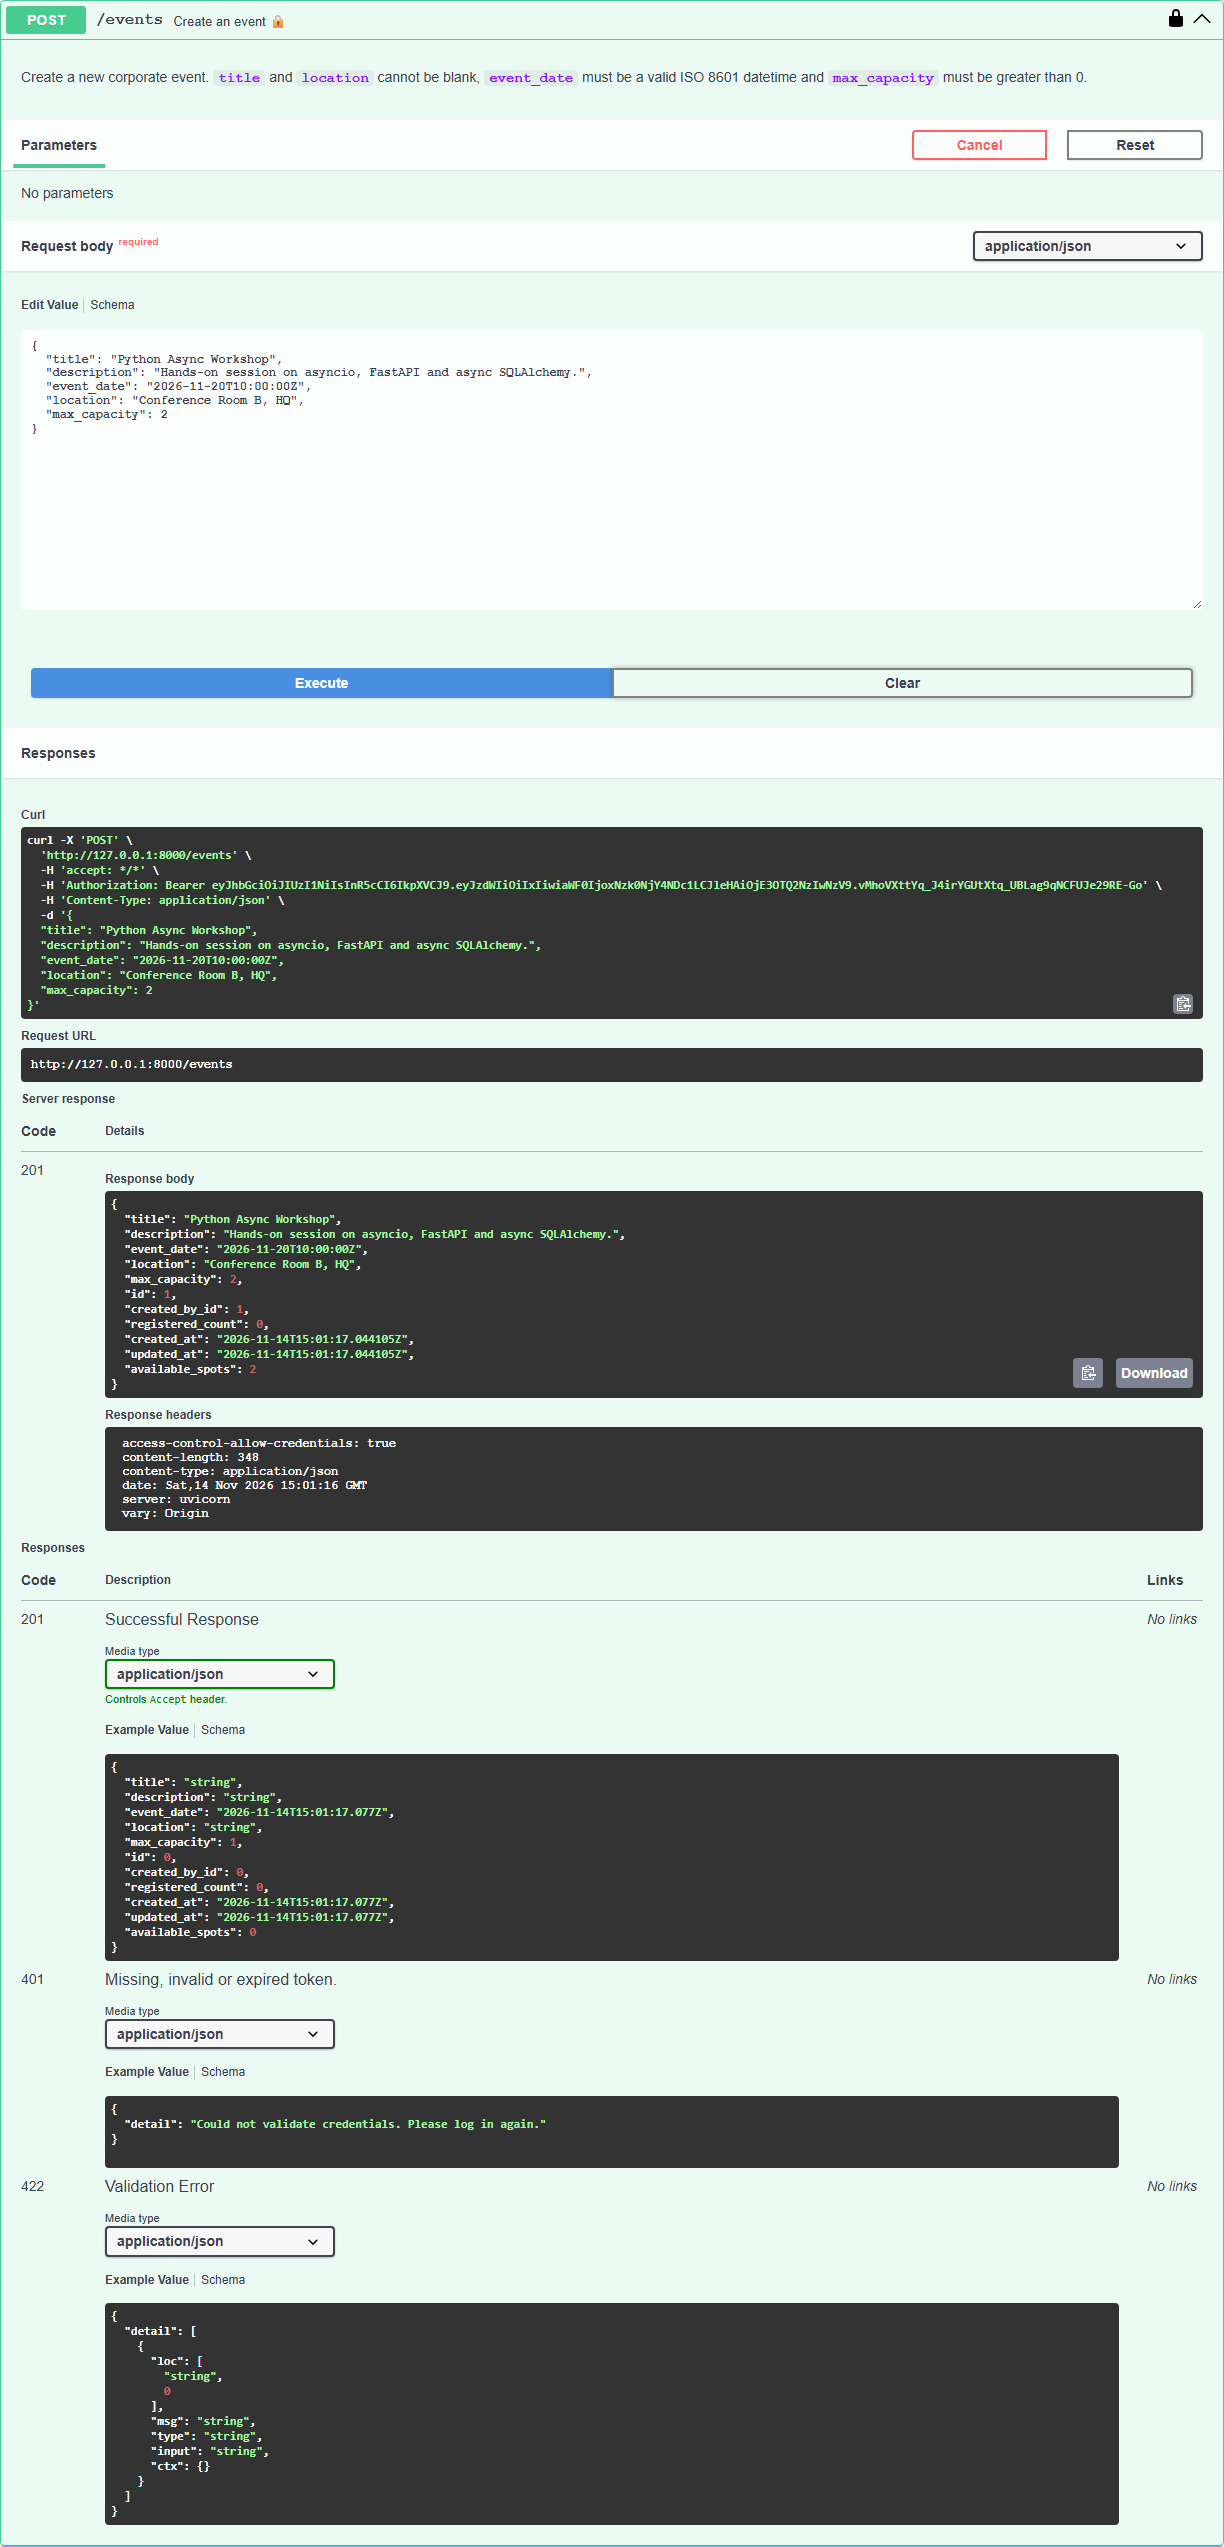 POST /events Create an event 🔒
Create a new corporate event. title and location cannot be blank, event_date must be a valid ISO 8601 datetime and max_capacity must be greater than 0.
Parameters Cancel Reset
No parameters
Request body required application/json
Edit Value | Schema
{
  "title": "Python Async Workshop",
  "description": "Hands-on session on asyncio, FastAPI and async SQLAlchemy.",
  "event_date": "2026-11-20T10:00:00Z",
  "location": "Conference Room B, HQ",
  "max_capacity": 2
}
Execute Clear
Responses
Curl
curl -X 'POST' \
  'http://127.0.0.1:8000/events' \
  -H 'accept: */*' \
  -H 'Authorization: Bearer eyJhbGciOiJIUzI1NiIsInR5cCI6IkpXVCJ9.eyJzdWIiOiIxIiwiaWF0IjoxNzk0NjY4NDc1LCJleHAiOjE3OTQ2NzIwNzV9.vMhoVXttYq_J4irYGUtXtq_UBLag9qNCFUJe29RE-Go' \
  -H 'Content-Type: application/json' \
  -d '{
  "title": "Python Async Workshop",
  "description": "Hands-on session on asyncio, FastAPI and async SQLAlchemy.",
  "event_date": "2026-11-20T10:00:00Z",
  "location": "Conference Room B, HQ",
  "max_capacity": 2
}'
Request URL
http://127.0.0.1:8000/events
Server response
Code Details
201
Response body
{
  "title": "Python Async Workshop",
  "description": "Hands-on session on asyncio, FastAPI and async SQLAlchemy.",
  "event_date": "2026-11-20T10:00:00Z",
  "location": "Conference Room B, HQ",
  "max_capacity": 2,
  "id": 1,
  "created_by_id": 1,
  "registered_count": 0,
  "created_at": "2026-11-14T15:01:17.044105Z",
  "updated_at": "2026-11-14T15:01:17.044105Z",
  "available_spots": 2
}
Download
Response headers
access-control-allow-credentials: true
content-length: 348
content-type: application/json
date: Sat,14 Nov 2026 15:01:16 GMT
server: uvicorn
vary: Origin
Responses
Code Description Links
201 Successful Response No links
Media type
application/json
Controls Accept header.
Example Value | Schema
{
  "title": "string",
  "description": "string",
  "event_date": "2026-11-14T15:01:17.077Z",
  "location": "string",
  "max_capacity": 1,
  "id": 0,
  "created_by_id": 0,
  "registered_count": 0,
  "created_at": "2026-11-14T15:01:17.077Z",
  "updated_at": "2026-11-14T15:01:17.077Z",
  "available_spots": 0
}
401 Missing, invalid or expired token. No links
Media type
application/json
Example Value | Schema
{
  "detail": "Could not validate credentials. Please log in again."
}
422 Validation Error No links
Media type
application/json
Example Value | Schema
{
  "detail": [
    {
      "loc": [
        "string",
        0
      ],
      "msg": "string",
      "type": "string",
      "input": "string",
      "ctx": {}
    }
  ]
}